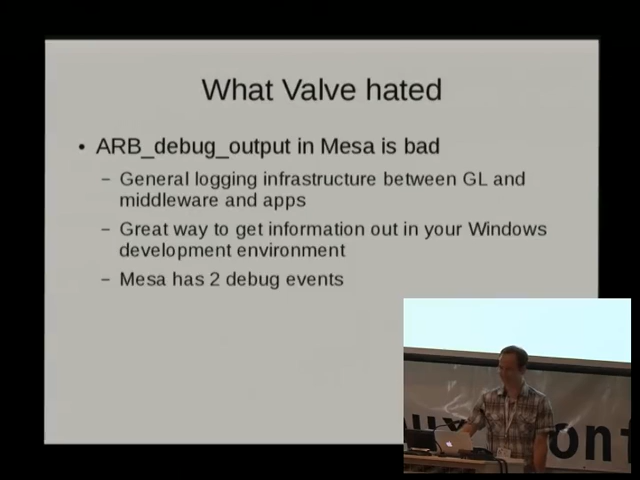 What Valve hated
• ARB_debug_output in Mesa is bad
– General logging infrastructure between GL and
middleware and apps
– Great way to get information out in your Windows
development environment
– Mesa has 2 debug events